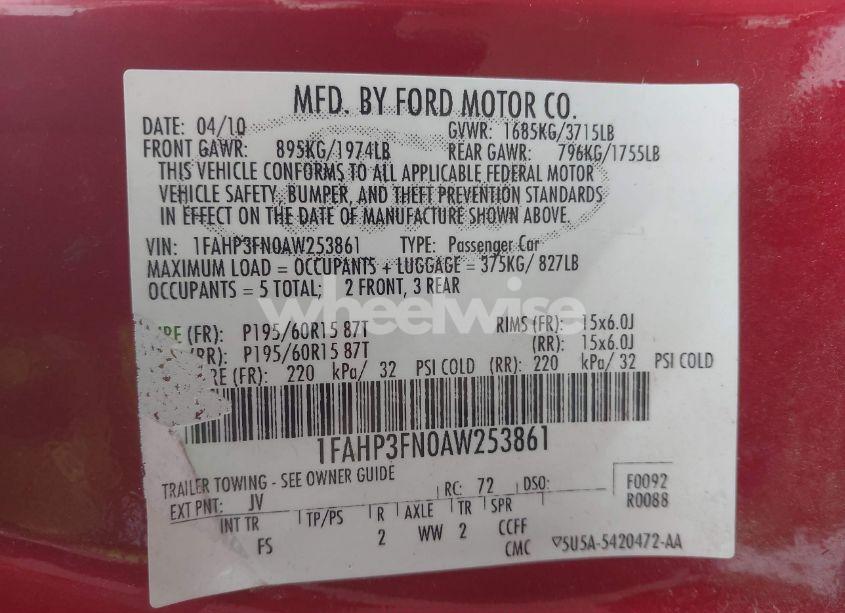 MFD. BY FORD MOTOR CO.
DATE: 04/10 GVWR: 1685KG/3715LB
FRONT GAWR: 895KG/1974LB REAR GAWR: 796KG/1755LB
THIS VEHICLE CONFORMS TO ALL APPLICABLE FEDERAL MOTOR
VEHICLE SAFETY, BUMPER, AND THEFT PREVENTION STANDARDS
IN EFFECT ON THE DATE OF MANUFACTURE SHOWN ABOVE.
VIN: 1FAHP3FN0AW253861 TYPE: Passenger Car
MAXIMUM LOAD = OCCUPANTS + LUGGAGE = 375KG/ 827LB
OCCUPANTS = 5 TOTAL; 2 FRONT, 3 REAR
wheelwise
(FR): P195/60R15 87T RIMS (FR): 15x6.0J
(RR): P195/60R15 87T (RR): 15x6.0J
RE (FR): 220 kPa/ 32 PSI COLD (RR): 220 kPa/ 32 PSI COLD
1FAHP3FN0AW253861
TRAILER TOWING - SEE OWNER GUIDE
EXT PNT: JV RC: 72 DSO: F0092
R0088
INT TR TP/PS R AXLE TR SPR
FS 2 WW 2 CCFF
CMC ▽5U5A-5420472-AA